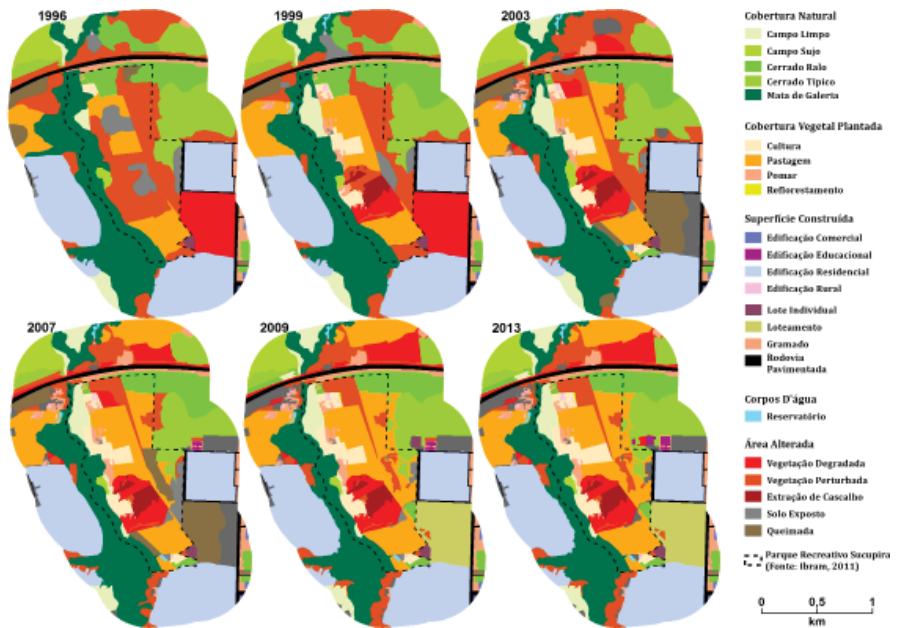 1996
1999
2003
2007
2009
2013
Cobertura Natural
Campo Limpo
Campo Sujo
Cerrado Ralo
Cerrado Típico
Mata de Galeria
Cobertura Vegetal Plantada
Cultura
Pastagem
Pomar
Reflorestamento
Superfície Construída
Edificação Comercial
Edificação Educacional
Edificação Residencial
Edificação Rural
Lote Individual
Loteamento
Gramado
Rodovia
Pavimentada
Corpos D'água
Reservatório
Área Alterada
Vegetação Degradada
Vegetação Perturbada
Extração de Cascalho
Solo Exposto
Queimada
Parque Recreativo Sucupira
(Fonte: Ibram, 2011)
0 0,5 1
km